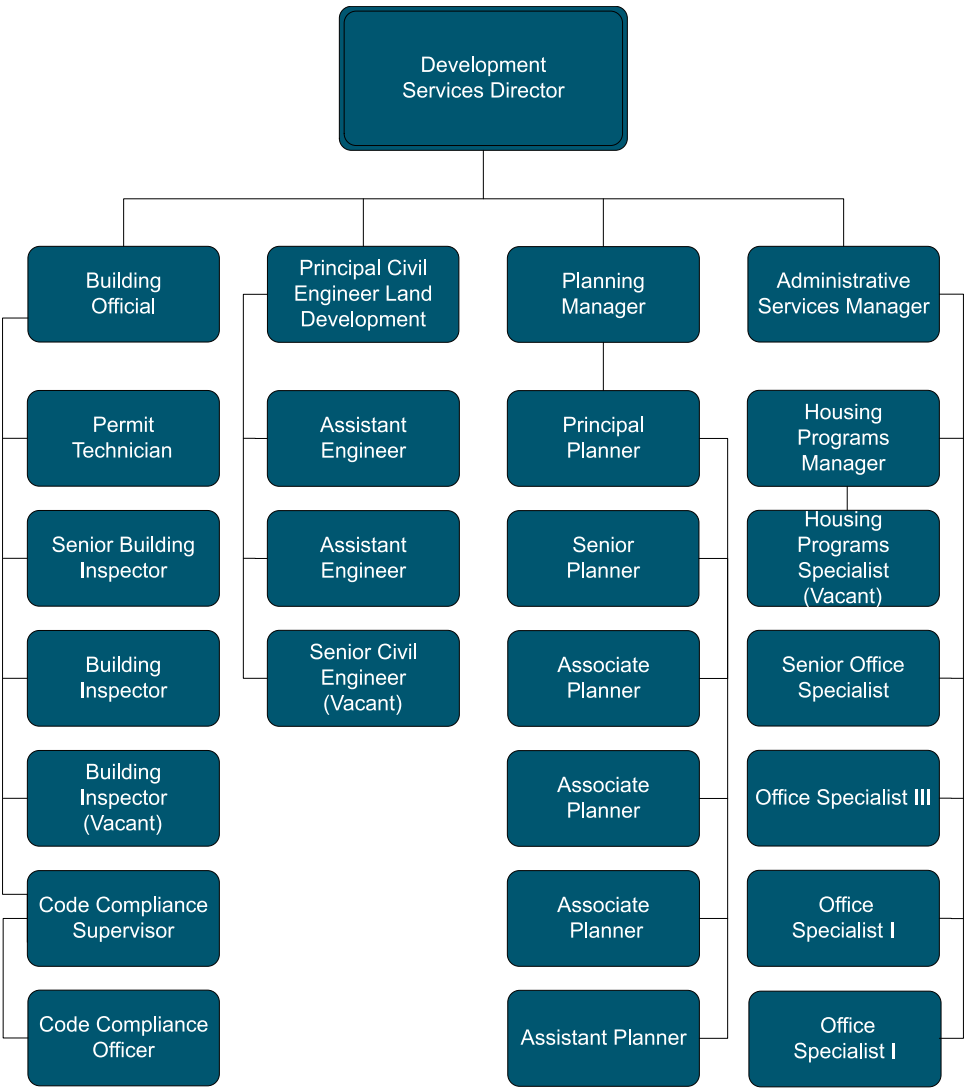 Development
Services Director
Building
Official
Principal Civil
Engineer Land
Development
Planning
Manager
Administrative
Services Manager
Permit
Technician
Assistant
Engineer
Principal
Planner
Housing
Programs
Manager
Senior Building
Inspector
Assistant
Engineer
Senior
Planner
Housing
Programs
Specialist
(Vacant)
Building
Inspector
Senior Civil
Engineer
(Vacant)
Associate
Planner
Senior Office
Specialist
Building
Inspector
(Vacant)
Associate
Planner
Office Specialist III
Code Compliance
Supervisor
Associate
Planner
Office
Specialist I
Code Compliance
Officer
Assistant Planner
Office
Specialist I